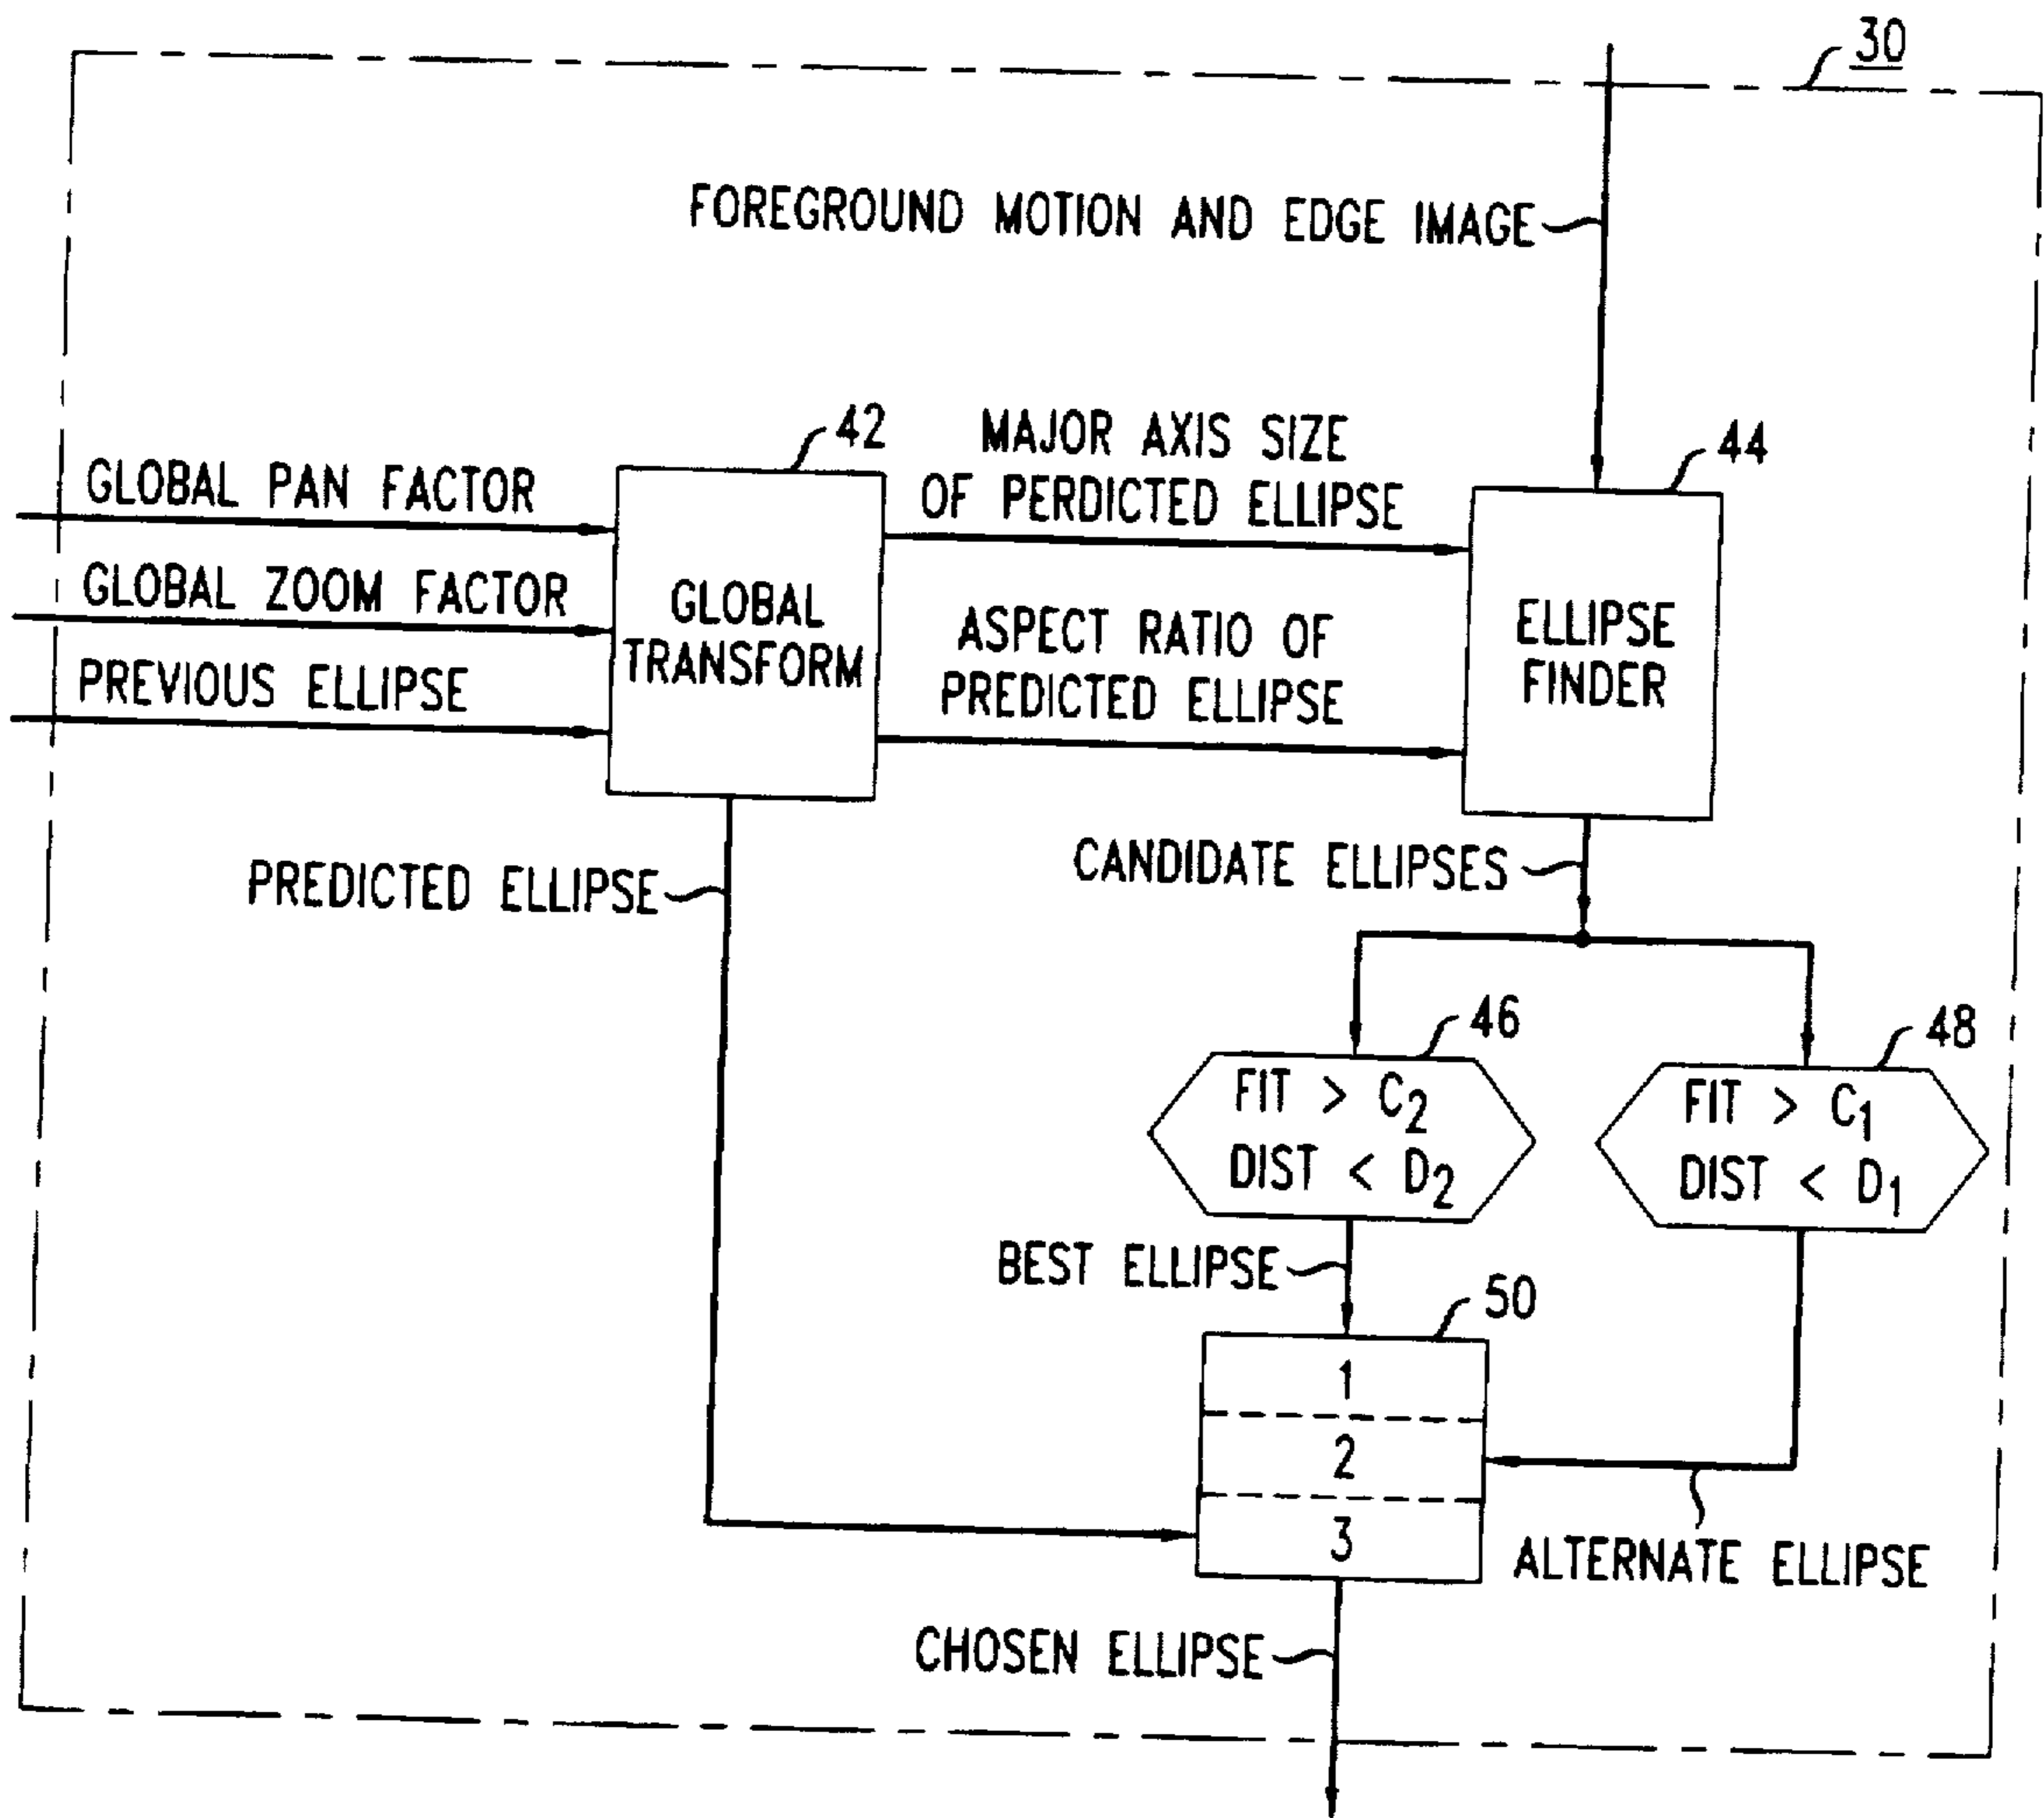 30
FOREGROUND MOTION AND EDGE IMAGE
42
MAJOR AXIS SIZE
OF PERDICTED ELLIPSE
44
GLOBAL PAN FACTOR
GLOBAL ZOOM FACTOR
PREVIOUS ELLIPSE
GLOBAL
TRANSFORM
ASPECT RATIO OF
PREDICTED ELLIPSE
ELLIPSE
FINDER
PREDICTED ELLIPSE
CANDIDATE ELLIPSES
46
FIT > C2
DIST < D2
48
FIT > C1
DIST < D1
BEST ELLIPSE
50
1
2
3
ALTERNATE ELLIPSE
CHOSEN ELLIPSE